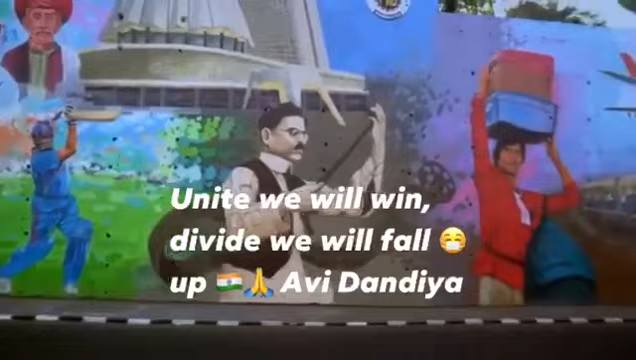 Unite we will win,
divide we will fall 😷
up 🇮🇳🙏 Avi Dandiya